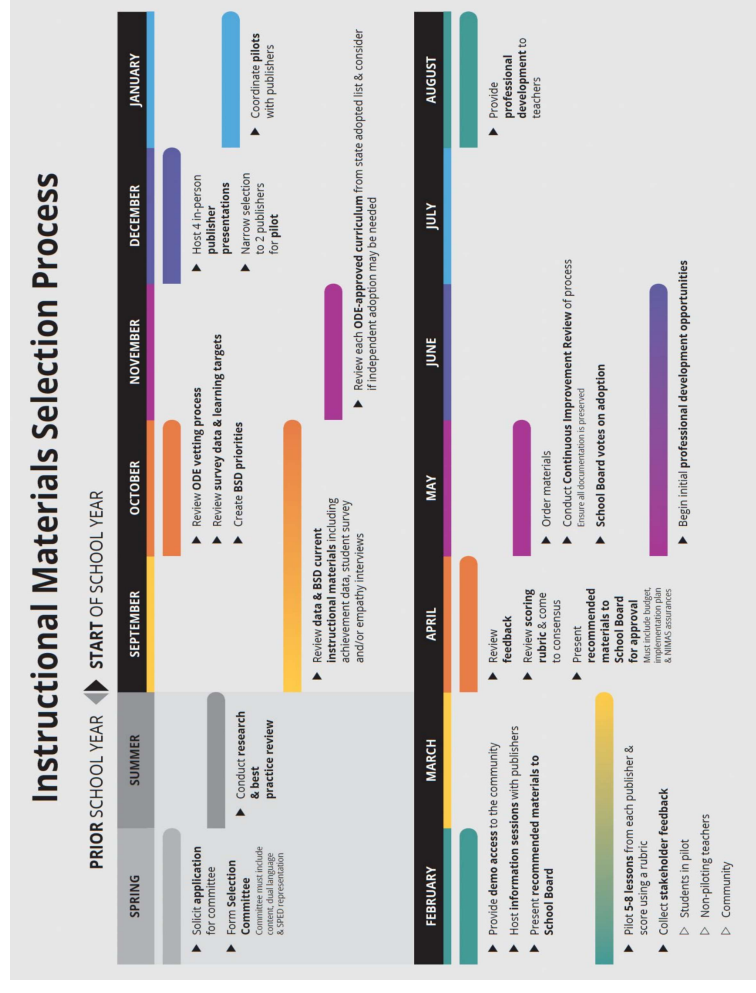 Instructional Materials Selection Process
PRIOR SCHOOL YEAR START OF SCHOOL YEAR
SPRING
SUMMER
SEPTEMBER
OCTOBER
NOVEMBER
DECEMBER
JANUARY
Solicit application
for committee
Form Selection
Committee
Committee must include
content, dual language
& SPED representation
Conduct research
& best
practice review
Review data & BSD current
instructional materials including
achievement data, student survey
and/or empathy interviews
Review ODE vetting process
Review survey data & learning targets
Create BSD priorities
Review each ODE-approved curriculum from state adopted list & consider
if independent adoption may be needed
Host 4 in-person
publisher
presentations
Narrow selection
to 2 publishers
for pilot
Coordinate pilots
with publishers
FEBRUARY
MARCH
APRIL
MAY
JUNE
JULY
AUGUST
Provide demo access to the community
Host information sessions with publishers
Present recommended materials to
School Board
Pilot 5-8 lessons from each publisher &
score using a rubric
Collect stakeholder feedback
Students in pilot
Non-piloting teachers
Community
Review
feedback
Review scoring
rubric & come
to consensus
Present
recommended
materials to
School Board
for approval
Must include budget,
implementation plan
& NIMAS assurances
Order materials
Conduct Continuous Improvement Review of process
Ensure all documentation is preserved
School Board votes on adoption
Begin initial professional development opportunities
Provide
professional
development to
teachers